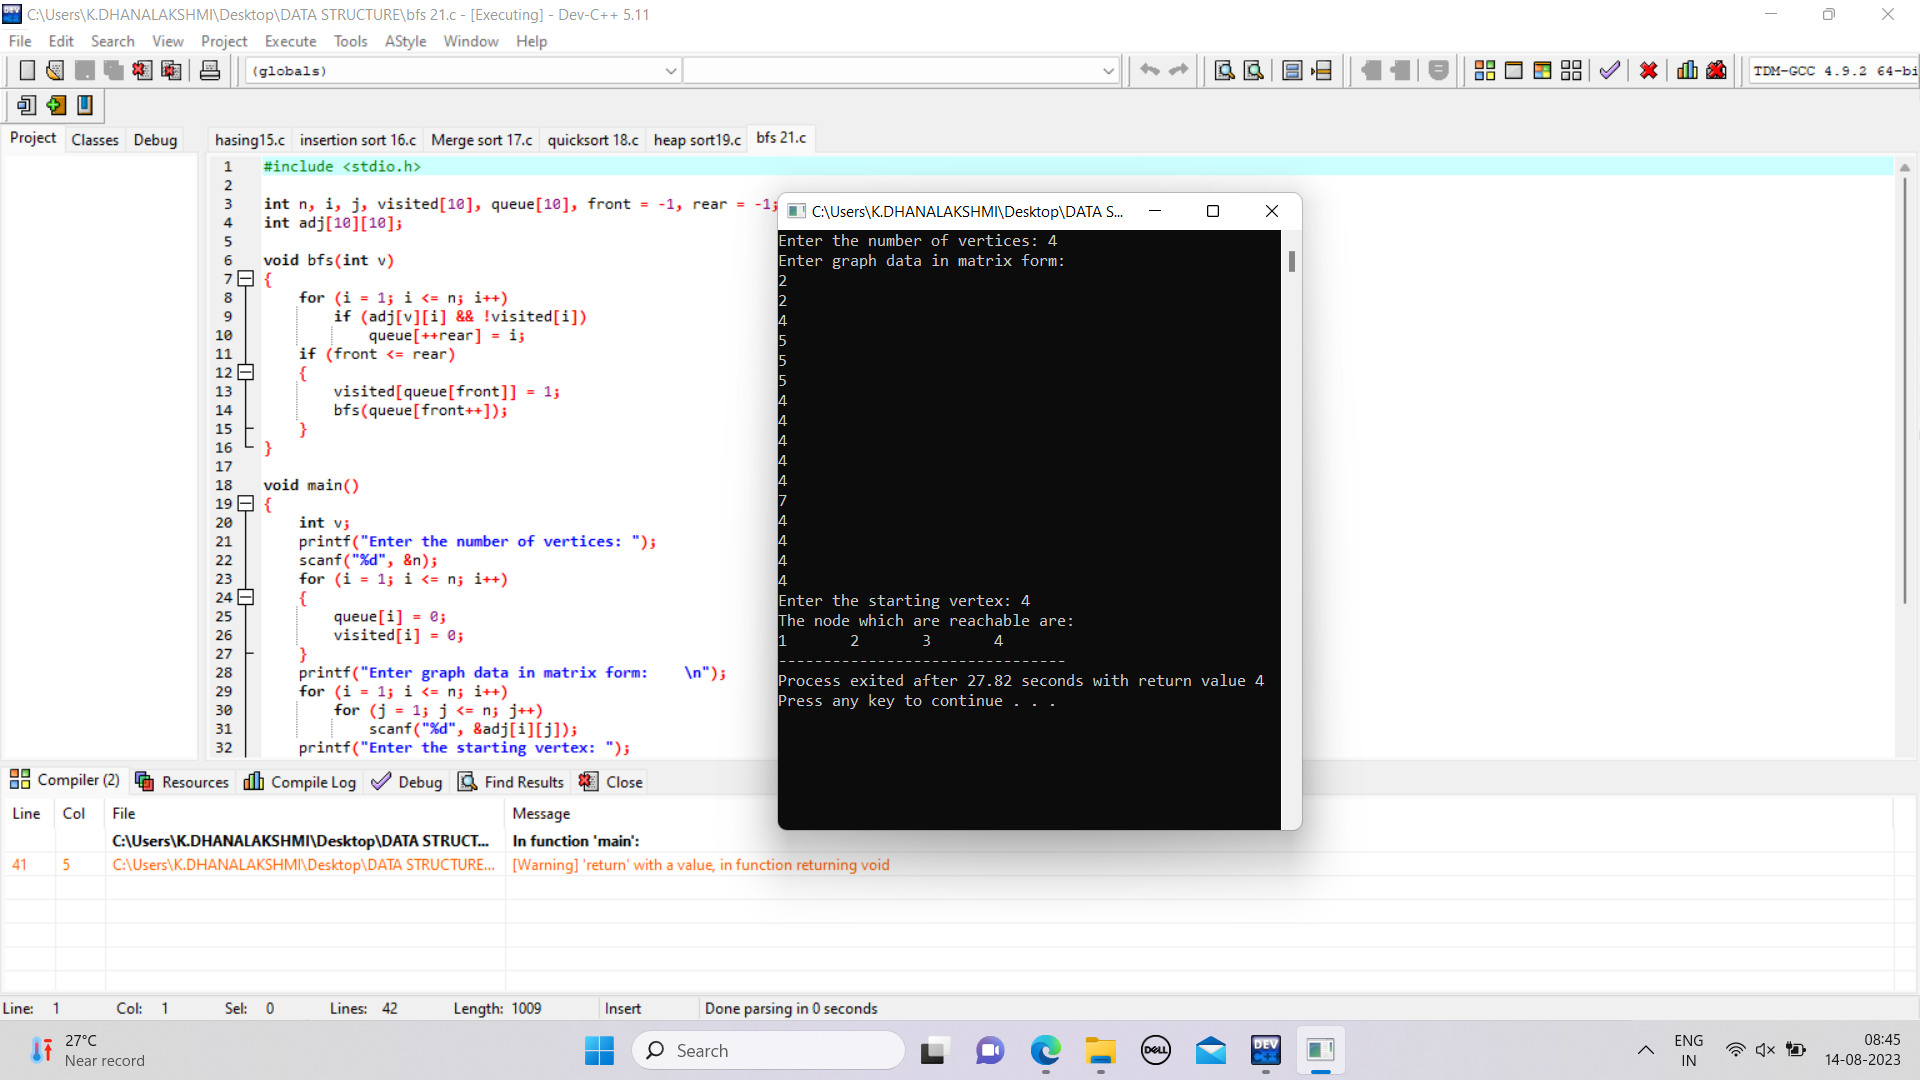 C:\Users\K.DHANALAKSHMI\Desktop\DATA STRUCTURE\bfs 21.c - [Executing] - Dev-C++ 5.11
File Edit Search View Project Execute Tools AStyle Window Help
(globals)
TDM-GCC 4.9.2 64-bi
Project Classes Debug
hasing15.c insertion sort 16.c Merge sort 17.c quicksort 18.c heap sort19.c bfs 21.c
1 #include <stdio.h>
2
3 int n, i, j, visited[10], queue[10], front = -1, rear = -1;
4 int adj[10][10];
5
6 void bfs(int v)
7 {
8 for (i = 1; i <= n; i++)
9 if (adj[v][i] && !visited[i])
10 queue[++rear] = i;
11 if (front <= rear)
12 {
13 visited[queue[front]] = 1;
14 bfs(queue[front++]);
15 }
16 }
17
18 void main()
19 {
20 int v;
21 printf("Enter the number of vertices: ");
22 scanf("%d", &n);
23 for (i = 1; i <= n; i++)
24 {
25 queue[i] = 0;
26 visited[i] = 0;
27 }
28 printf("Enter graph data in matrix form:    \n");
29 for (i = 1; i <= n; i++)
30 for (j = 1; j <= n; j++)
31 scanf("%d", &adj[i][j]);
32 printf("Enter the starting vertex: ");
C:\Users\K.DHANALAKSHMI\Desktop\DATA S...
Enter the number of vertices: 4
Enter graph data in matrix form:
2
2
4
5
5
5
4
4
4
4
4
7
4
4
4
4
Enter the starting vertex: 4
The node which are reachable are:
1 2 3 4
--------------------------------
Process exited after 27.82 seconds with return value 4
Press any key to continue . . .
Compiler (2) Resources Compile Log Debug Find Results Close
Line Col File Message
C:\Users\K.DHANALAKSHMI\Desktop\DATA STRUCT... In function 'main':
41 5 C:\Users\K.DHANALAKSHMI\Desktop\DATA STRUCTURE... [Warning] 'return' with a value, in function returning void
Line: 1 Col: 1 Sel: 0 Lines: 42 Length: 1009 Insert Done parsing in 0 seconds
27°C
Near record
Search
DELL
DEV
C++
ENG
IN
08:45
14-08-2023